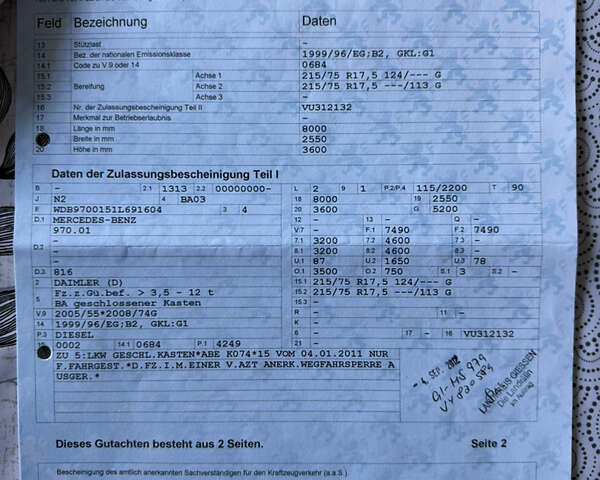 Feld Bezeichnung Daten
13 Stützlast -
14 Bez. der nationalen Emissionsklasse 1999/96/EG;B2, GKL:G1
14.1 Code zu V.9 oder 14 0684
15.1 Achse 1 215/75 R17,5 124/--- G
15.2 Bereifung Achse 2 215/75 R17,5 ---/113 G
15.3 Achse 3 -
16 Nr. der Zulassungsbescheinigung Teil II VU312132
17 Merkmal zur Betriebserlaubnis -
18 Länge in mm 8000
Breite in mm 2550
20 Höhe in mm 3600
Daten der Zulassungsbescheinigung Teil I
B - 2.1 1313 2.2 00000000- L 2 9 1 P.2/P.4 115/2200 T 90
J N2 4 BA03 18 8000 19 2550
E WDB9700151L691604 3 4 20 3600 G 5200
D.1 MERCEDES-BENZ 12 - 13 - Q -
970.01 V.7 - F.1 7490 F.2 7490
D.2 - 7.1 3200 7.2 4600 7.3 -
8.1 3200 8.2 4600 8.3 -
U.1 87 U.2 1650 U.3 78
D.3 816 O.1 3500 O.2 750 S.1 3 S.2 -
2 DAIMLER (D) 15.1 215/75 R17,5 124/--- G
5 Fz.z.Gü.bef. > 3,5 - 12 t 15.2 215/75 R17,5 ---/113 G
BA geschlossener Kasten 15.3 -
V.9 2005/55*2008/74G R - 11 -
14 1999/96/EG;B2, GKL:G1 K -
P.3 DIESEL 6 - 17 - 16 VU312132
0002 14.1 0684 P.1 4249 21 -
ZU 5:LKW GESCHL.KASTEN*ABE K074*15 VOM 04.01.2011 NUR
F.FAHRGEST.*D.FZ.I.M.EINER V.AZT ANERK.WEGFAHRSPERRE A
USGER.*
- 4. SEP. 2012
LANDKREIS GIESSEN
Die Landrätin
im Auftrag
Dieses Gutachten besteht aus 2 Seiten. Seite 2
Bescheinigung des amtlich anerkannten Sachverständigen für den Kraftfahrzeugverkehr (a.a.S.)